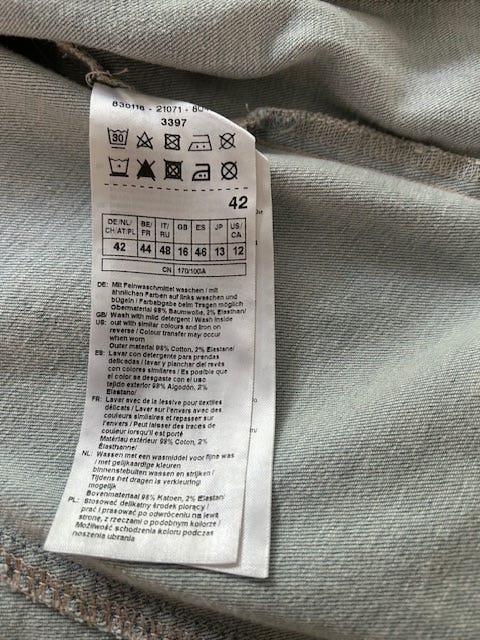 830116 - 21071 -
3397
30
42
DE/NL/ CH/AT/PL BE/ FR IT/ RU GB ES JP US/ CA
42 44 48 16 46 13 12
CN 170/100A
DE: Mit Feinwaschmittel waschen / mit
ähnlichen Farben auf links waschen und
bügeln / Farbabgabe beim Tragen möglich
Obermaterial 98% Baumwolle, 2% Elasthan/
GB/ Wash with mild detergent / Wash inside
US: out with similar colours and iron on
reverse / Colour transfer may occur
when worn
Outer material 98% Cotton, 2% Elastane/
ES: Lavar con detergente para prendas
delicadas / lavar y planchar del revés
con colores similares / Es posible que
el color se desgaste con el uso
tejido exterior 98% Algodón, 2%
Elastano/
FR: Laver avec de la lessive pour textiles
délicats / Laver sur l'envers avec des
couleurs similaires et repasser sur
l'envers / Peut laisser des traces de
couleur lorsqu'il est porté
Matériau extérieur 98% Coton, 2%
Élasthanne/
NL: Wassen met een wasmiddel voor fijne was
/ met gelijkaardige kleuren
binnenstebuiten wassen en strijken /
Tijdens het dragen is verkleuring
mogelijk
Bovenmateriaal 98% Katoen, 2% Elastan/
PL: Stosować delikatny środek piorący /
prać i prasować po odwróceniu na lewą
stronę, z rzeczami o podobnym kolorze /
Możliwość schodzenia koloru podczas
noszenia ubrania